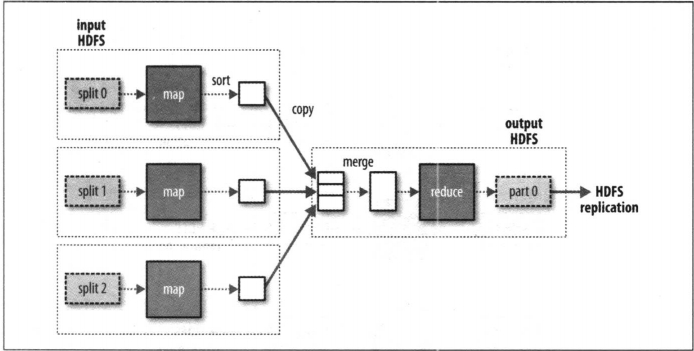 input
HDFS
split 0
map
sort
copy
split 1
map
merge
output
HDFS
reduce
part 0
HDFS
replication
split 2
map